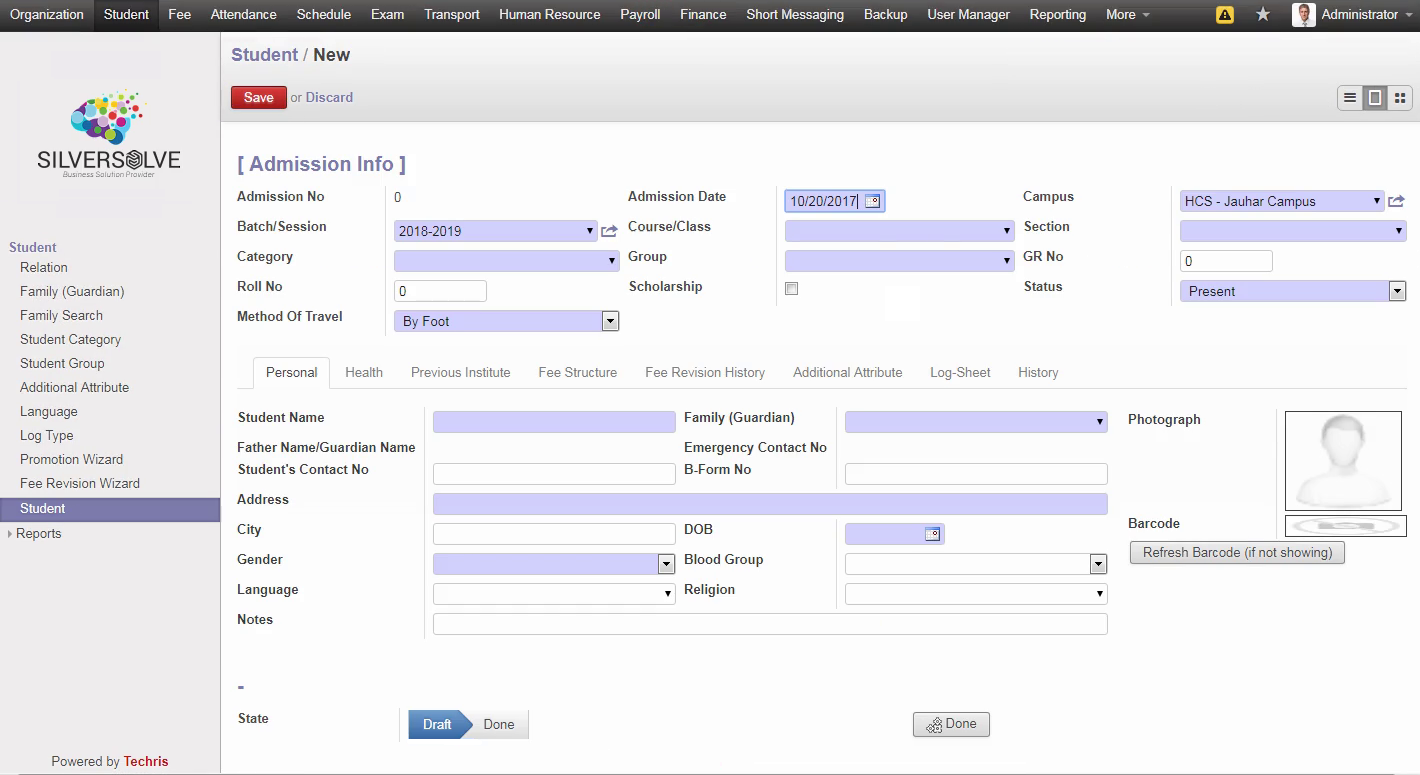 Organization Student Fee Attendance Schedule Exam Transport Human Resource Payroll Finance Short Messaging Backup User Manager Reporting More Administrator
Student / New
Save or Discard
SILVERSOLVE
Business Solution Provider
Student
Relation
Family (Guardian)
Family Search
Student Category
Student Group
Additional Attribute
Language
Log Type
Promotion Wizard
Fee Revision Wizard
Student
Reports
Powered by Techris
[ Admission Info ]
Admission No 0 Admission Date 10/20/2017 Campus HCS - Jauhar Campus
Batch/Session 2018-2019 Course/Class Section
Category Group GR No 0
Roll No 0 Scholarship Status Present
Method Of Travel By Foot
Personal Health Previous Institute Fee Structure Fee Revision History Additional Attribute Log-Sheet History
Student Name Family (Guardian) Photograph
Father Name/Guardian Name Emergency Contact No
Student's Contact No B-Form No
Address
City DOB Barcode
Gender Blood Group Refresh Barcode (if not showing)
Language Religion
Notes
-
State Draft Done Done